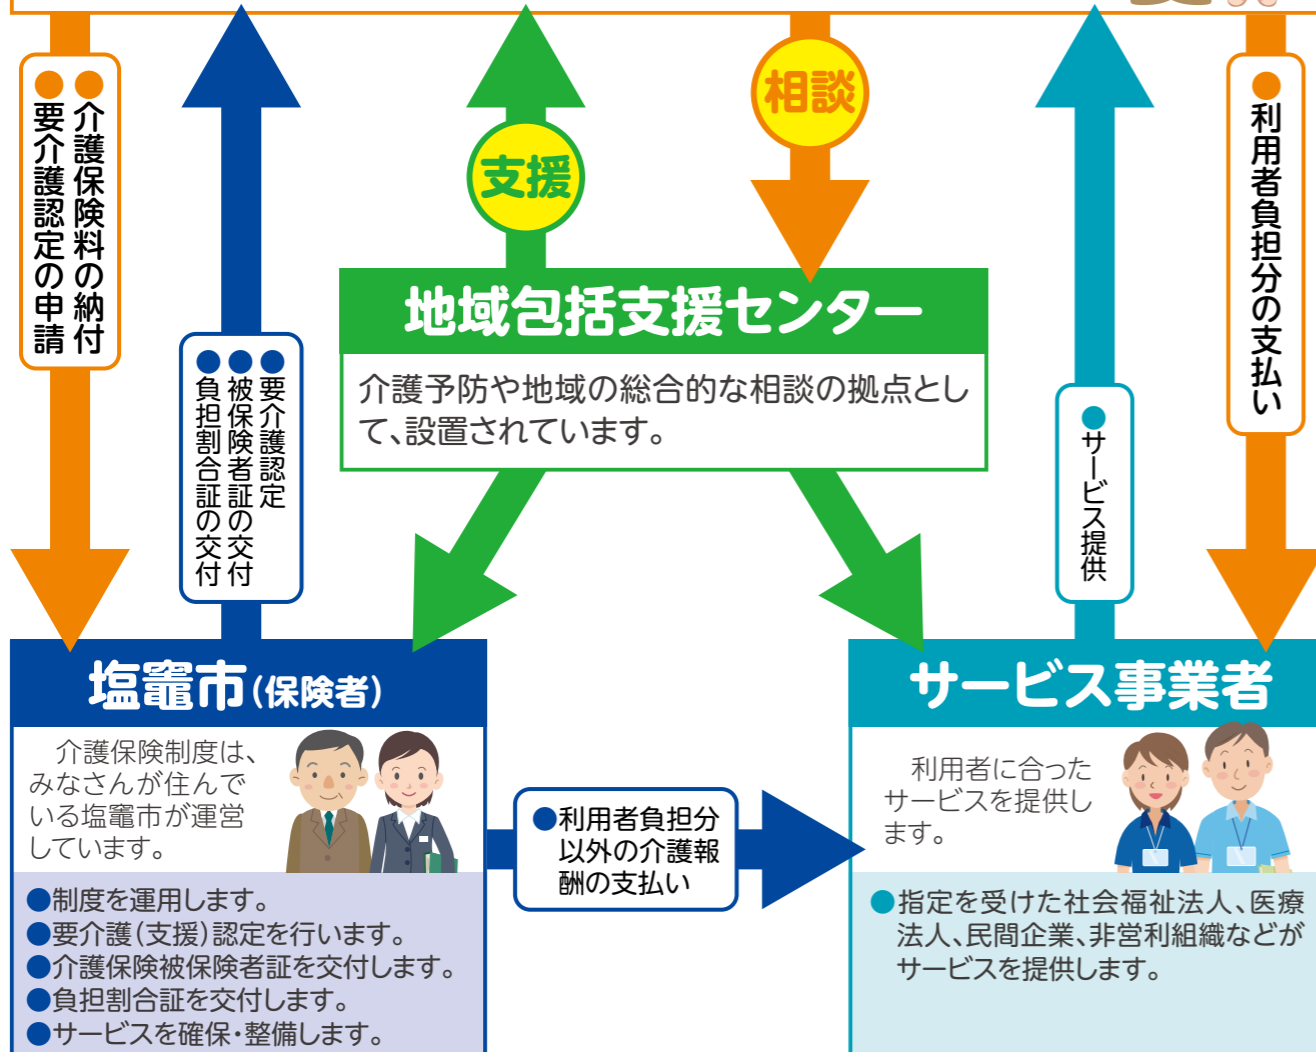 ●介護保険料の納付
●要介護認定の申請
●要介護認定
●被保険者証の交付
●負担割合証の交付
支援
相談
●サービス提供
●利用者負担分の支払い
地域包括支援センター
介護予防や地域の総合的な相談の拠点とし
て、設置されています。
塩竈市(保険者)
介護保険制度は、
みなさんが住んで
いる塩竈市が運営
しています。
●制度を運用します。
●要介護(支援)認定を行います。
●介護保険被保険者証を交付します。
●負担割合証を交付します。
●サービスを確保・整備します。
●利用者負担分
以外の介護報
酬の支払い
サービス事業者
利用者に合った
サービスを提供し
ます。
●指定を受けた社会福祉法人、医療
法人、民間企業、非営利組織などが
サービスを提供します。